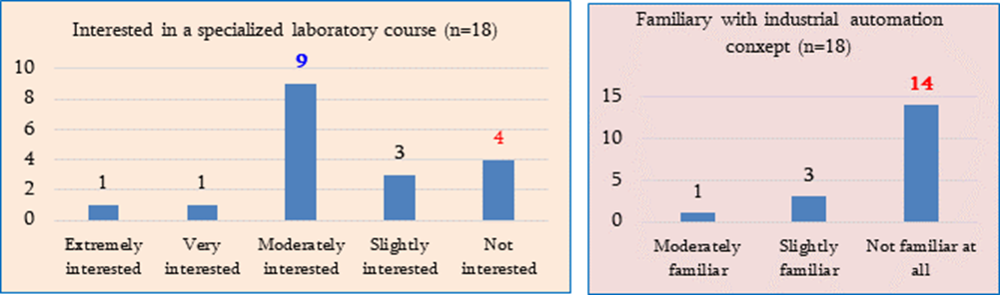 Interested in a specialized laboratory course (n=18)
10
8
6
4
2
0
1
1
9
3
4
Extremely interested
Very interested
Moderately interested
Slightly interested
Not interested
Familiary with industrial automation
conxept (n=18)
15
10
5
0
1
3
14
Moderately familiar
Slightly familiar
Not familiar at all